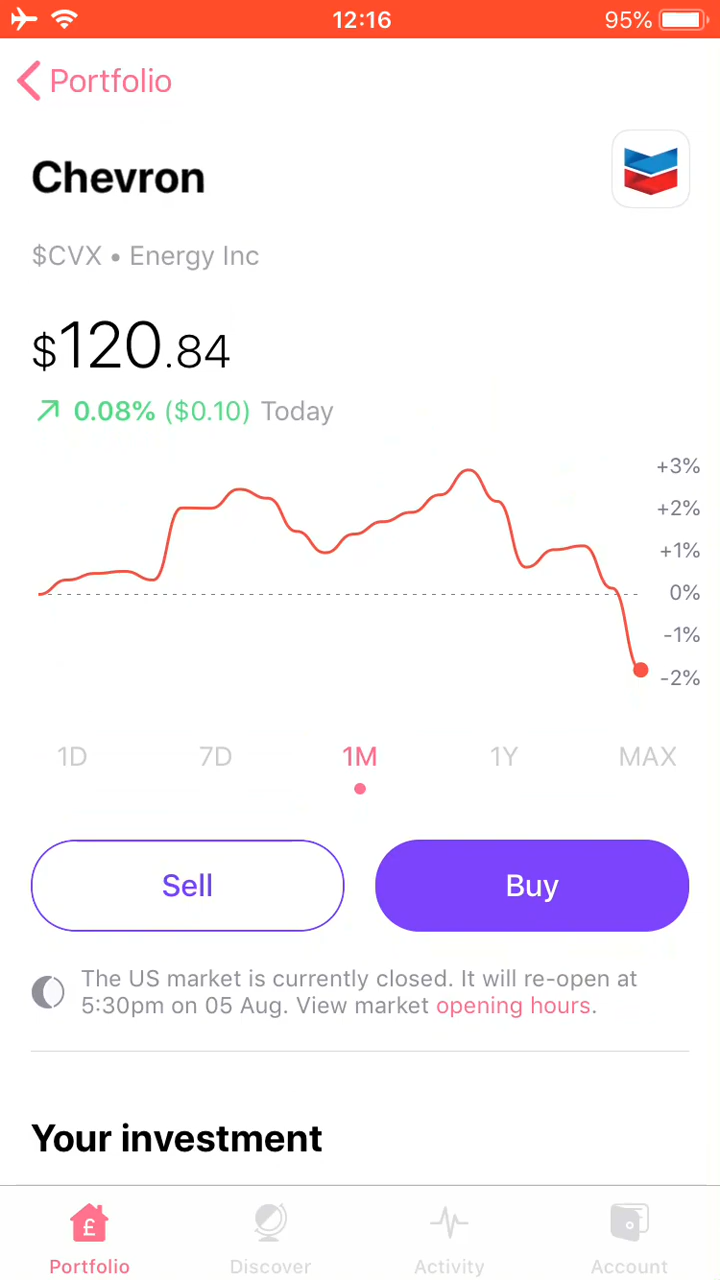 12:16
95%
Portfolio
Chevron
$CVX • Energy Inc
$120.84
0.08% ($0.10) Today
+3%
+2%
+1%
0%
-1%
-2%
1D 7D 1M 1Y MAX
Sell Buy
The US market is currently closed. It will re-open at
5:30pm on 05 Aug. View market opening hours.
Your investment
£
Portfolio Discover Activity Account